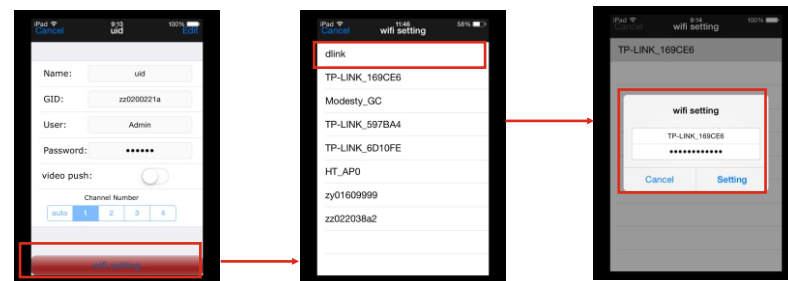 iPad 9:13 100%
Cancel uid Edit
Name: uid
GID: zz0200221a
User: Admin
Password: ••••••
video push:
Channel Number
auto 1 2 3 4
wifi setting
iPad 11:46 58%
Cancel wifi setting
dlink
TP-LINK_169CE6
Modesty_GC
TP-LINK_597BA4
TP-LINK_6D10FE
HT_AP0
zy01609999
zz022038a2
iPad 9:14 100%
Cancel wifi setting
TP-LINK_169CE6
wifi setting
TP-LINK_169CE6
••••••••••••
Cancel Setting